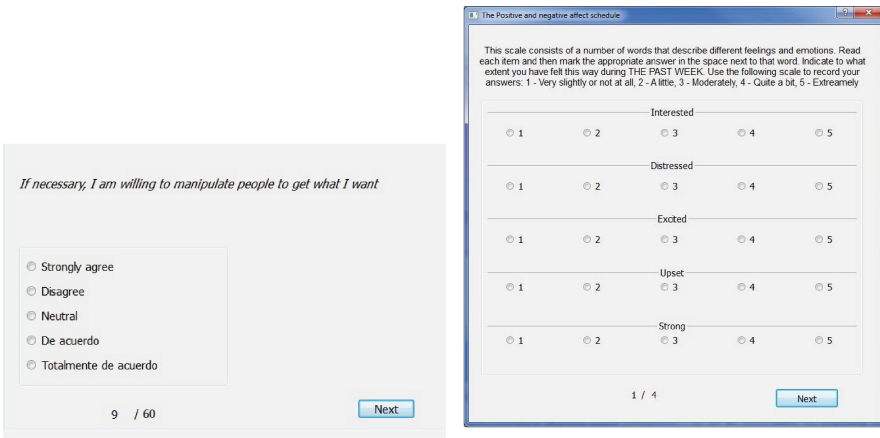 If necessary, I am willing to manipulate people to get what I want
Strongly agree
Disagree
Neutral
De acuerdo
Totalmente de acuerdo
9 / 60
Next
The Positive and negative affect schedule
This scale consists of a number of words that describe different feelings and emotions. Read
each item and then mark the appropriate answer in the space next to that word. Indicate to what
extent you have felt this way during THE PAST WEEK. Use the following scale to record your
answers: 1 - Very slightly or not at all, 2 - A little, 3 - Moderately, 4 - Quite a bit, 5 - Extreamely
Interested
1 2 3 4 5
Distressed
1 2 3 4 5
Excited
1 2 3 4 5
Upset
1 2 3 4 5
Strong
1 2 3 4 5
1 / 4
Next